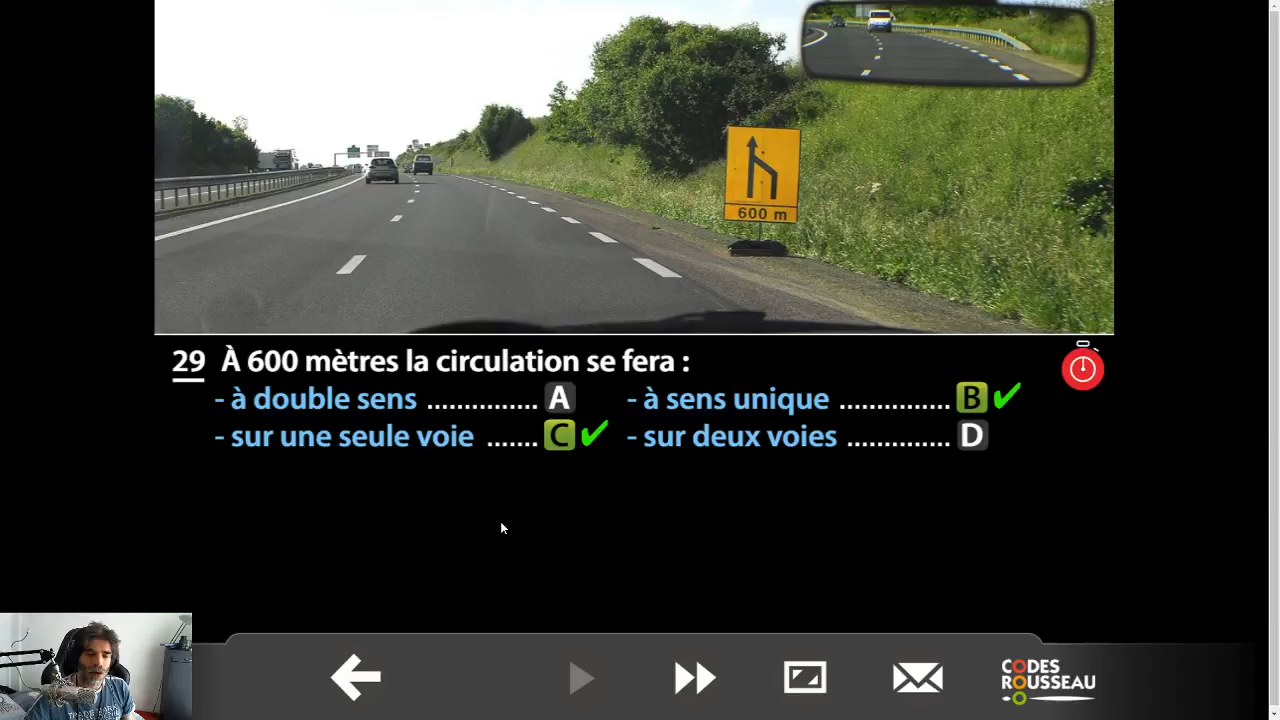 600 m
29 À 600 mètres la circulation se fera :
- à double sens ............... A - à sens unique ............... B ✔
- sur une seule voie ....... C ✔ - sur deux voies .............. D
CODES
ROUSSEAU